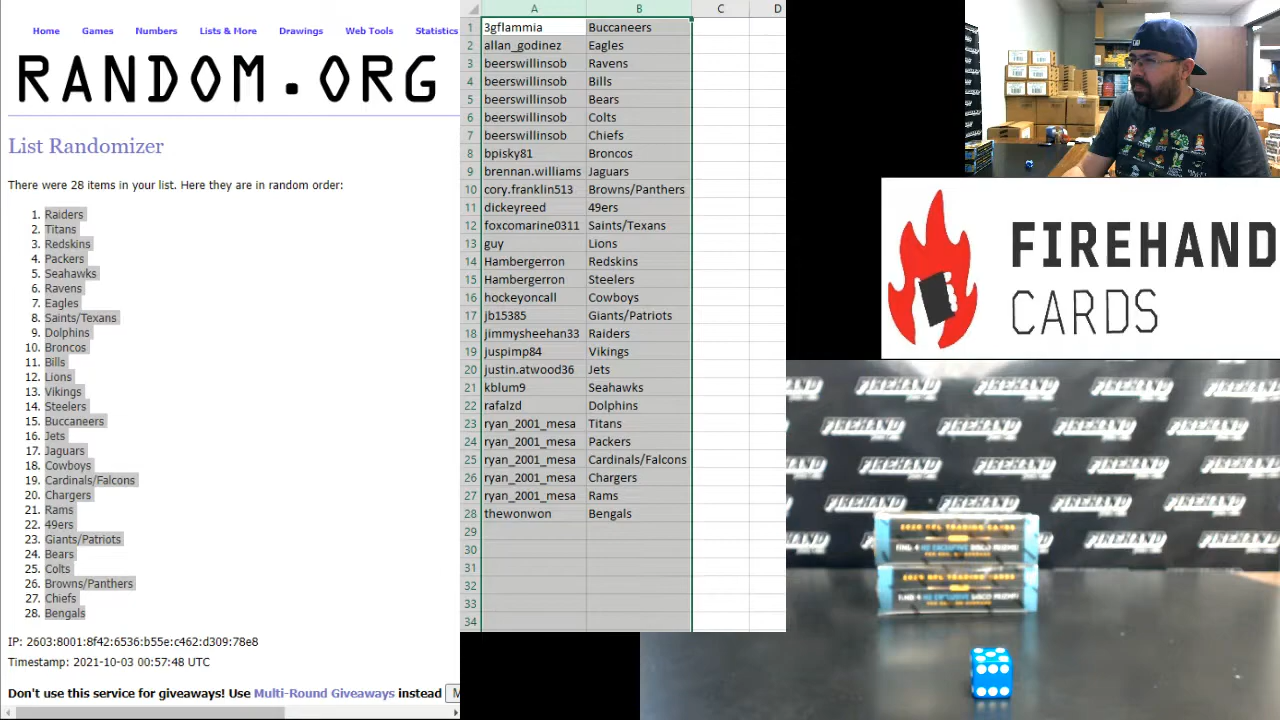 Home Games Numbers Lists & More Drawings Web Tools Statistics
RANDOM.ORG
List Randomizer
There were 28 items in your list. Here they are in random order:
1. Raiders
2. Titans
3. Redskins
4. Packers
5. Seahawks
6. Ravens
7. Eagles
8. Saints/Texans
9. Dolphins
10. Broncos
11. Bills
12. Lions
13. Vikings
14. Steelers
15. Buccaneers
16. Jets
17. Jaguars
18. Cowboys
19. Cardinals/Falcons
20. Chargers
21. Rams
22. 49ers
23. Giants/Patriots
24. Bears
25. Colts
26. Browns/Panthers
27. Chiefs
28. Bengals
IP: 2603:8001:8f42:6536:b55e:c462:d309:78e8
Timestamp: 2021-10-03 00:57:48 UTC
Don't use this service for giveaways! Use Multi-Round Giveaways instead
A B C D
1 3gflammia Buccaneers
2 allan_godinez Eagles
3 beerswillinsob Ravens
4 beerswillinsob Bills
5 beerswillinsob Bears
6 beerswillinsob Colts
7 beerswillinsob Chiefs
8 bpisky81 Broncos
9 brennan.williams Jaguars
10 cory.franklin513 Browns/Panthers
11 dickeyreed 49ers
12 foxcomarine0311 Saints/Texans
13 guy Lions
14 Hambergerron Redskins
15 Hambergerron Steelers
16 hockeyoncall Cowboys
17 jb15385 Giants/Patriots
18 jimmysheehan33 Raiders
19 juspimp84 Vikings
20 justin.atwood36 Jets
21 kblum9 Seahawks
22 rafalzd Dolphins
23 ryan_2001_mesa Titans
24 ryan_2001_mesa Packers
25 ryan_2001_mesa Cardinals/Falcons
26 ryan_2001_mesa Chargers
27 ryan_2001_mesa Rams
28 thewonwon Bengals
29
30
31
32
33
34
FIREHAND
CARDS
FIREHAND FIREHAND FIREHAND
FIREHAND FIREHAND FIREHAND
2020 NFL TRADING CARDS